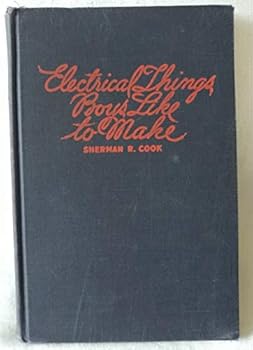 Electrical Things
Boys Like
to Make
SHERMAN R. COOK